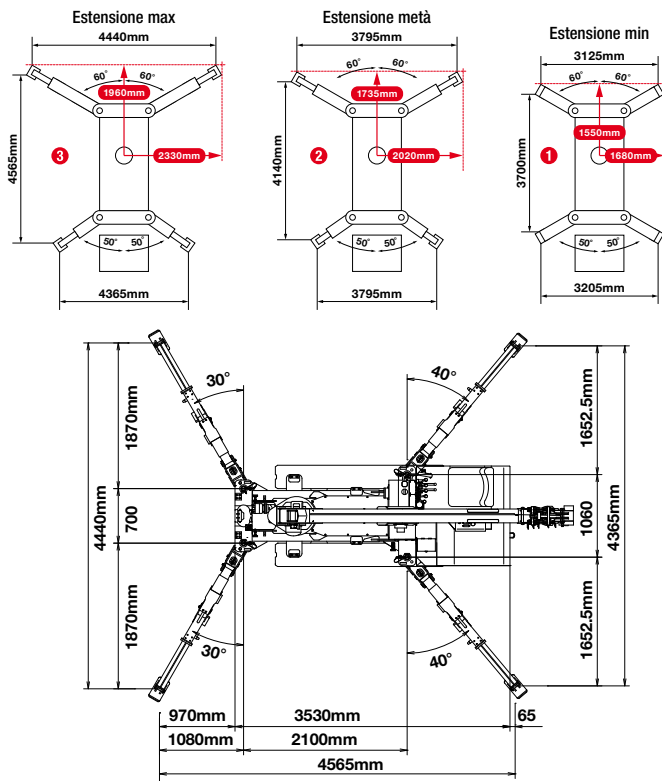 Estensione max
4440mm
60° 60°
1960mm
4565mm
3
2330mm
50° 50°
4365mm
Estensione metà
3795mm
60° 60°
1735mm
4140mm
2
2020mm
50° 50°
3795mm
Estensione min
3125mm
60° 60°
1550mm
3700mm
1
1680mm
50° 50°
3205mm
30°
40°
1870mm
1652.5mm
4440mm
700
1060
4365mm
1870mm
1652.5mm
30°
40°
970mm
3530mm
65
1080mm
2100mm
4565mm